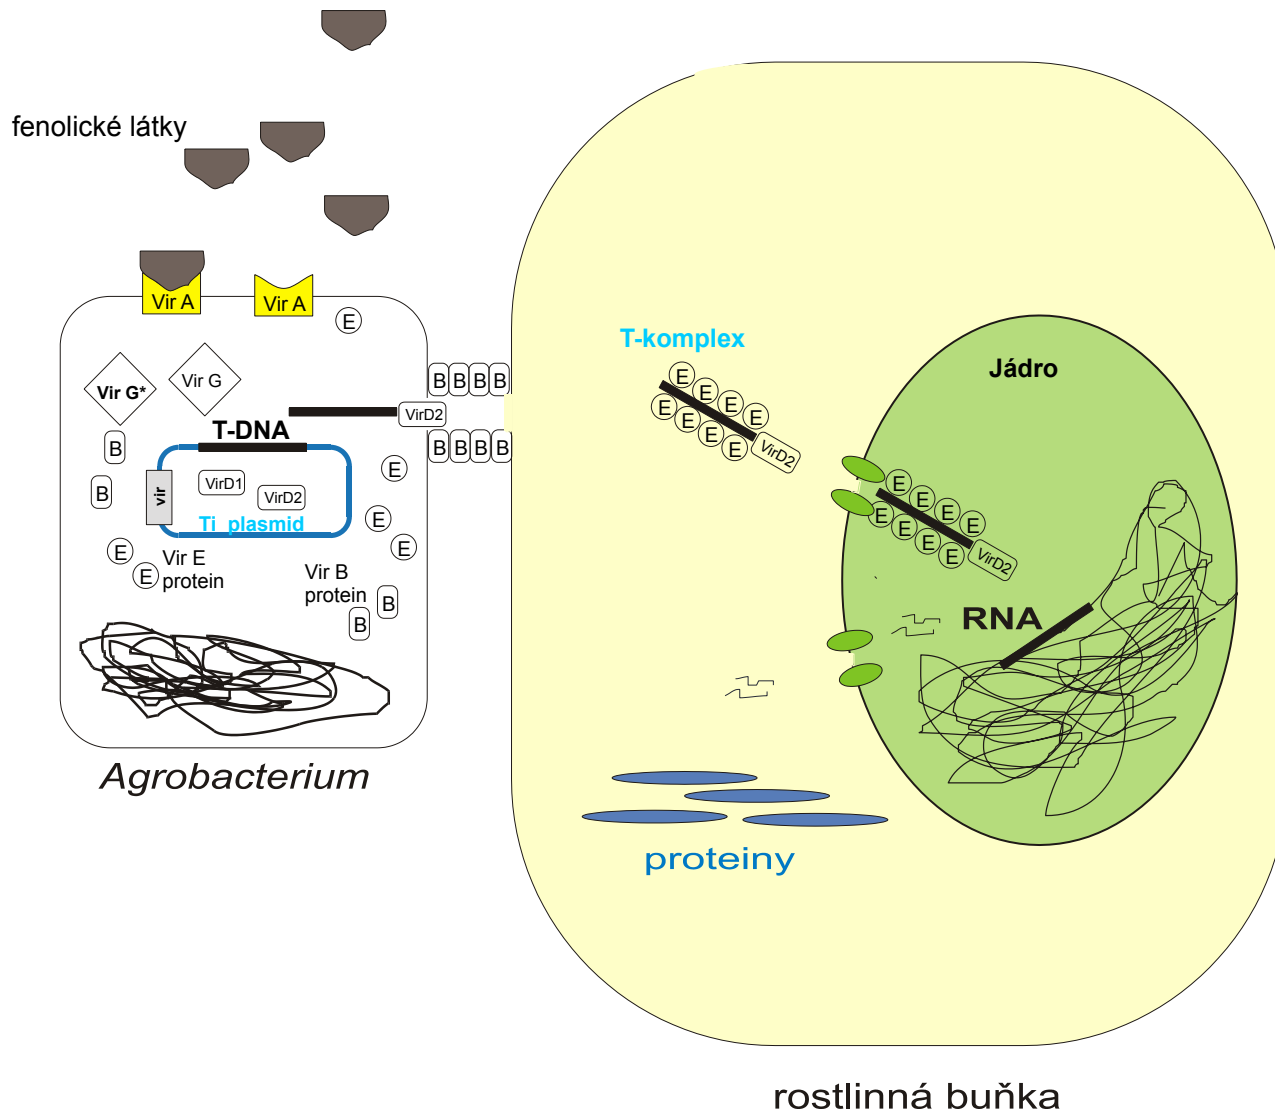 fenolické látky
Vir A
Vir A
E
Vir G*
Vir G
B B B B
VirD2
T-DNA
B B B B
B
B
vir
VirD1
VirD2
Ti plasmid
E
E
E
E
E
Vir E
protein
Vir B
protein
B
B
Agrobacterium
T-komplex
E E E E
E E E E
VirD2
Jádro
E E E E
E E E E
VirD2
RNA
proteiny
rostlinná buňka